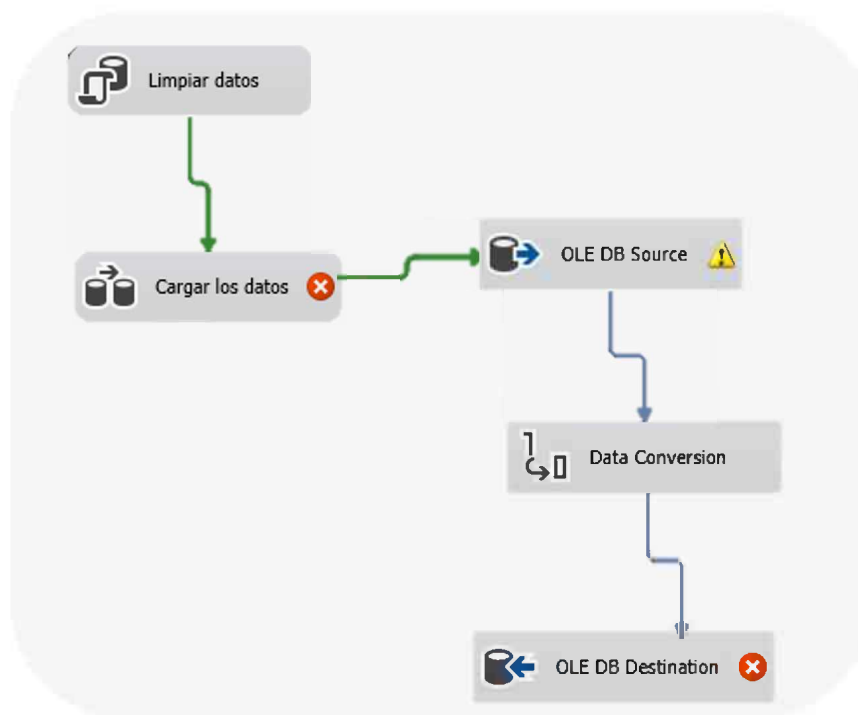 Limpiar datos
Cargar los datos
OLE DB Source
Data Conversion
OLE DB Destination